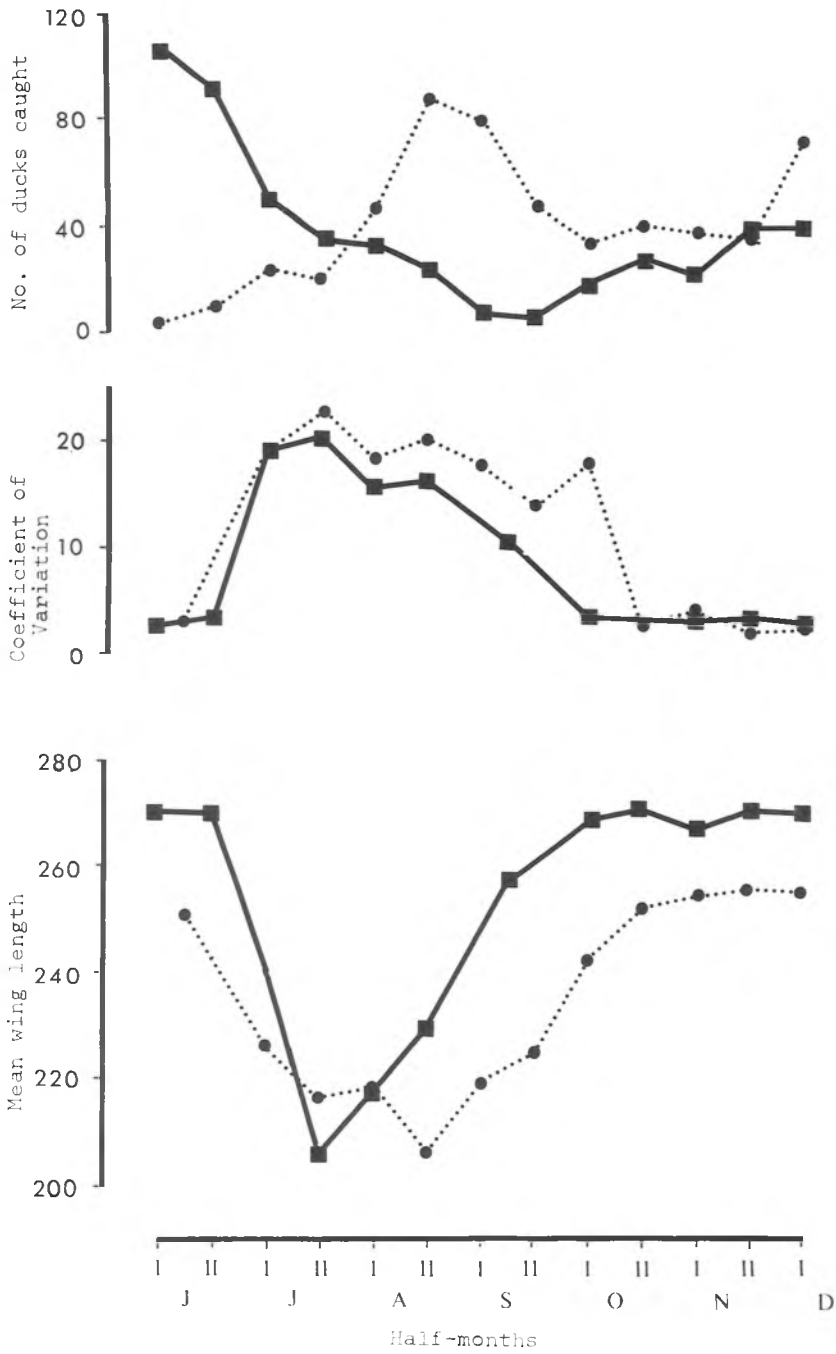 No. of ducks caught
120
80
40
0
Coefficient of
Variation
20
10
0
Mean wing length
280
260
240
220
200
I II I II I II I II I II I II I
J J A S O N D
Half-months